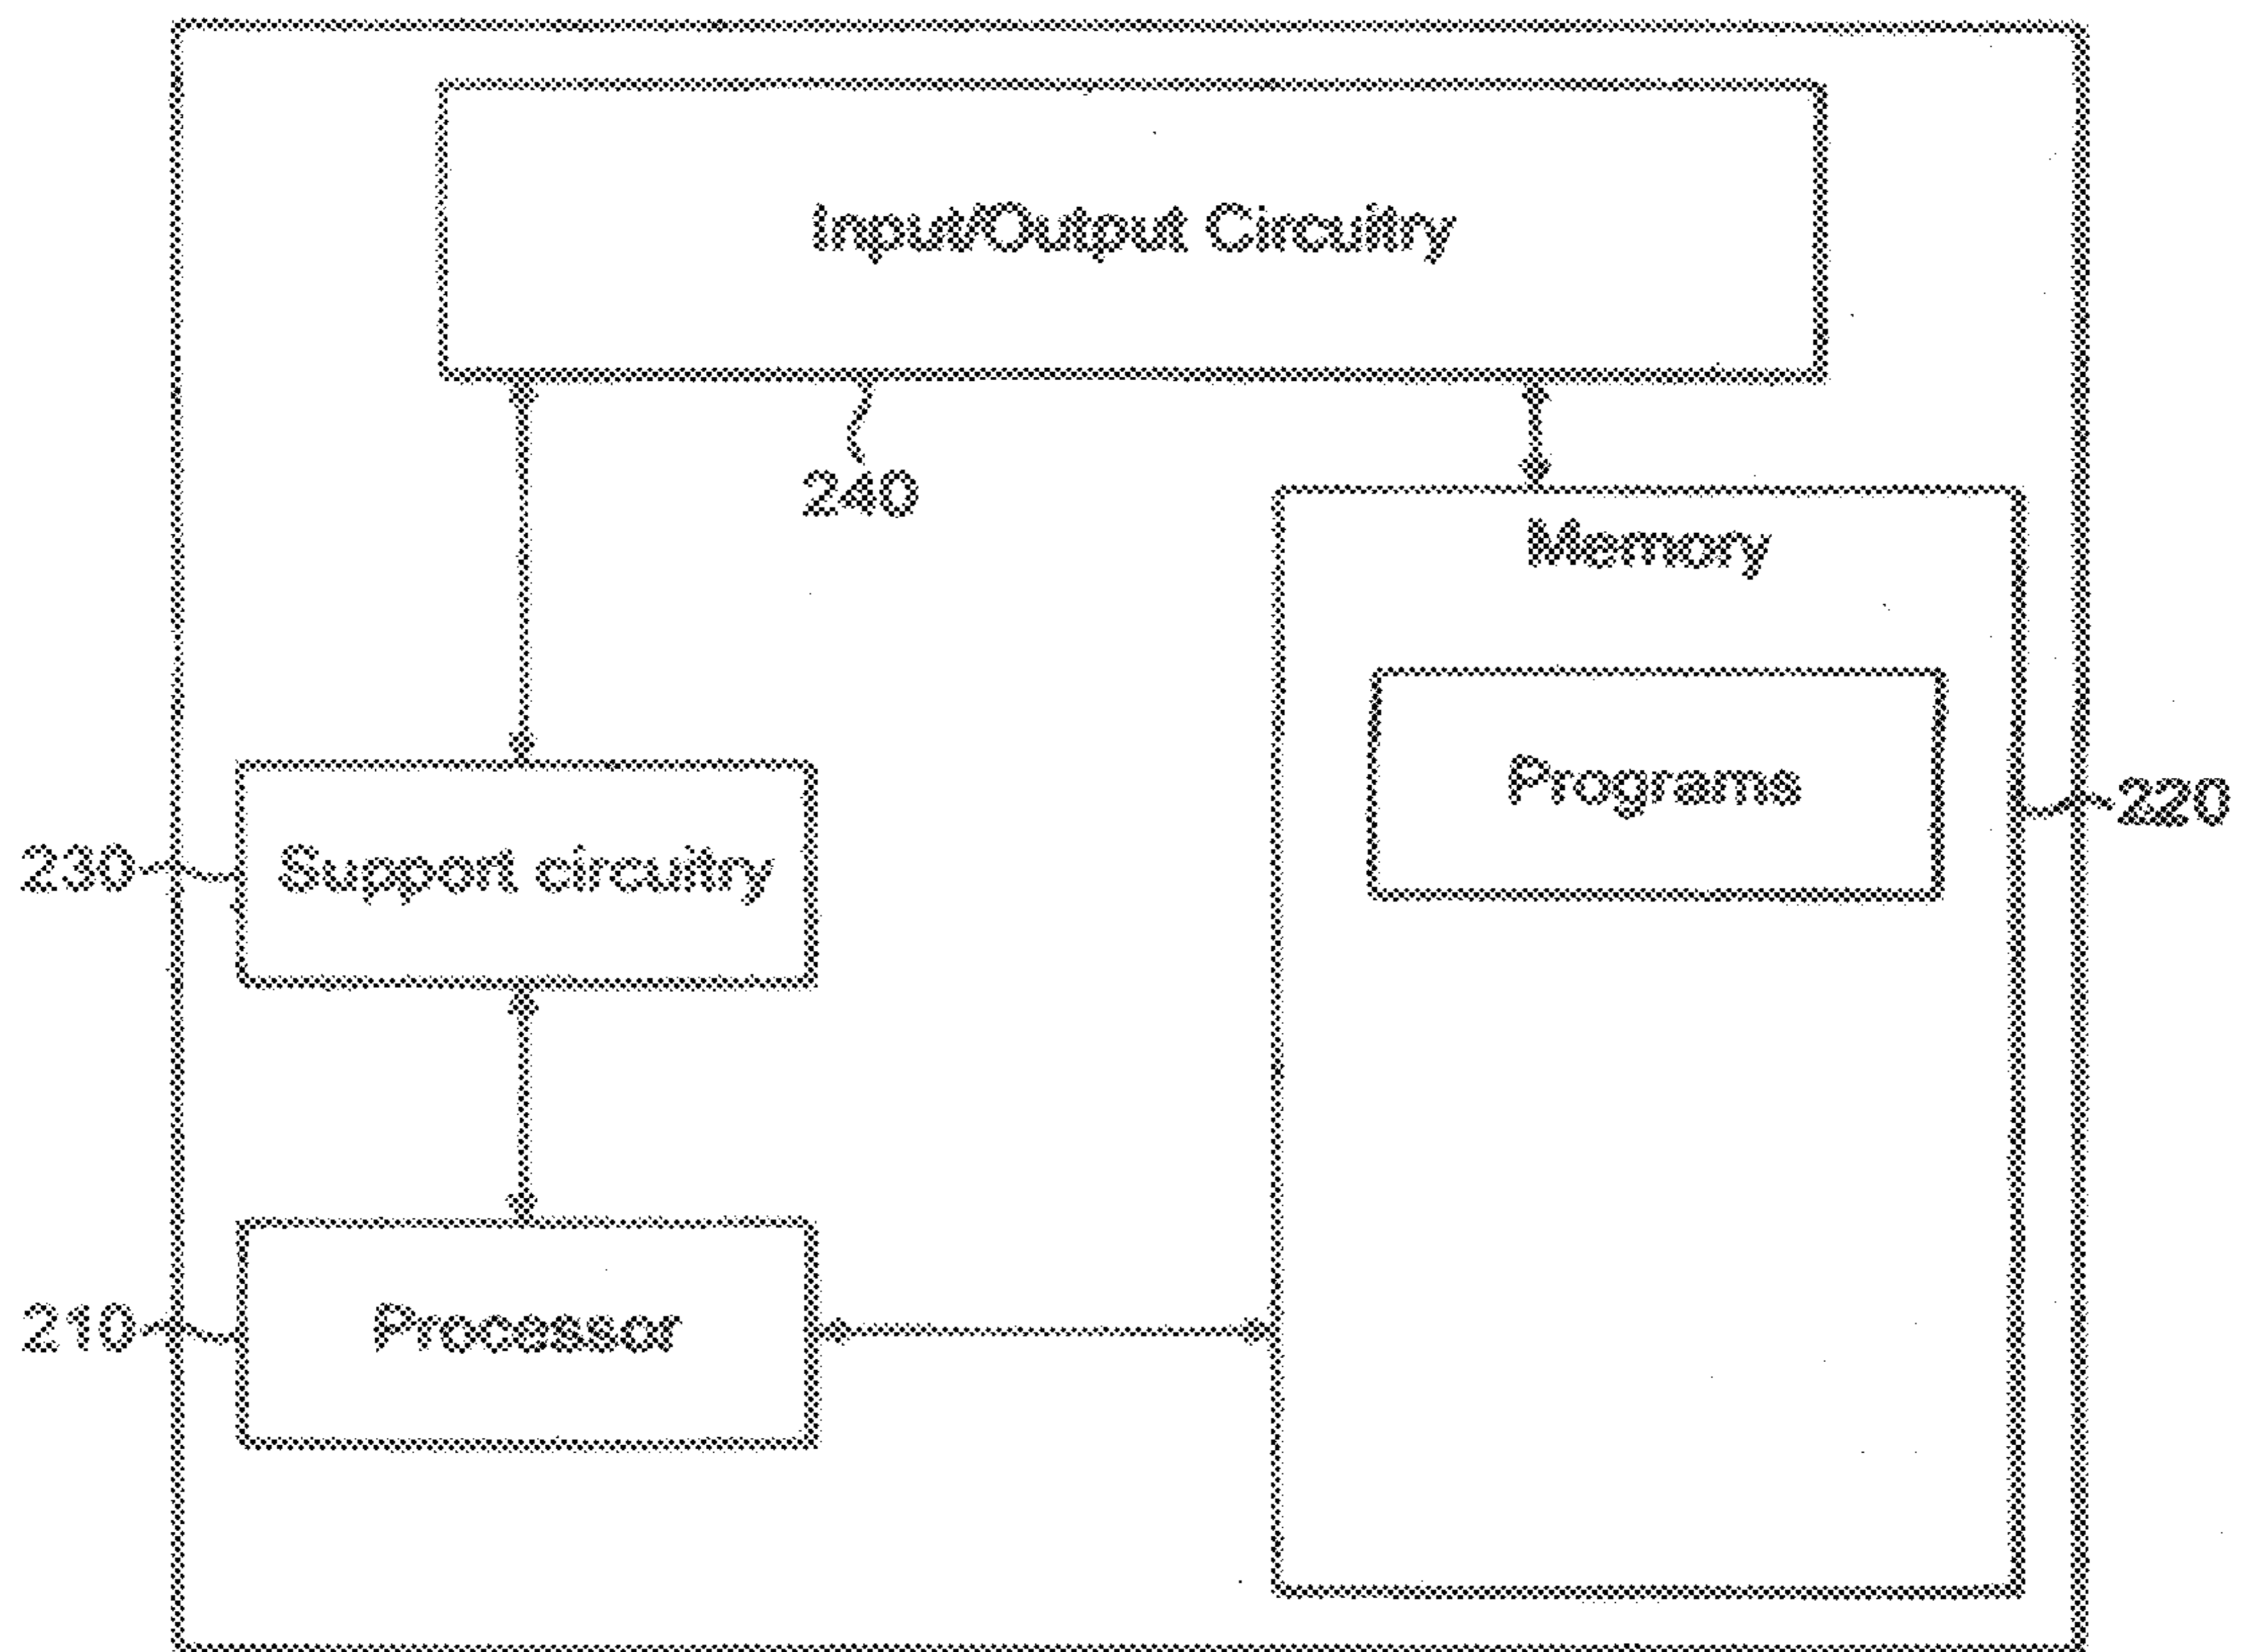 Input/Output Circuitry
240
Memory
Programs
220
230
Support circuitry
210
Processor